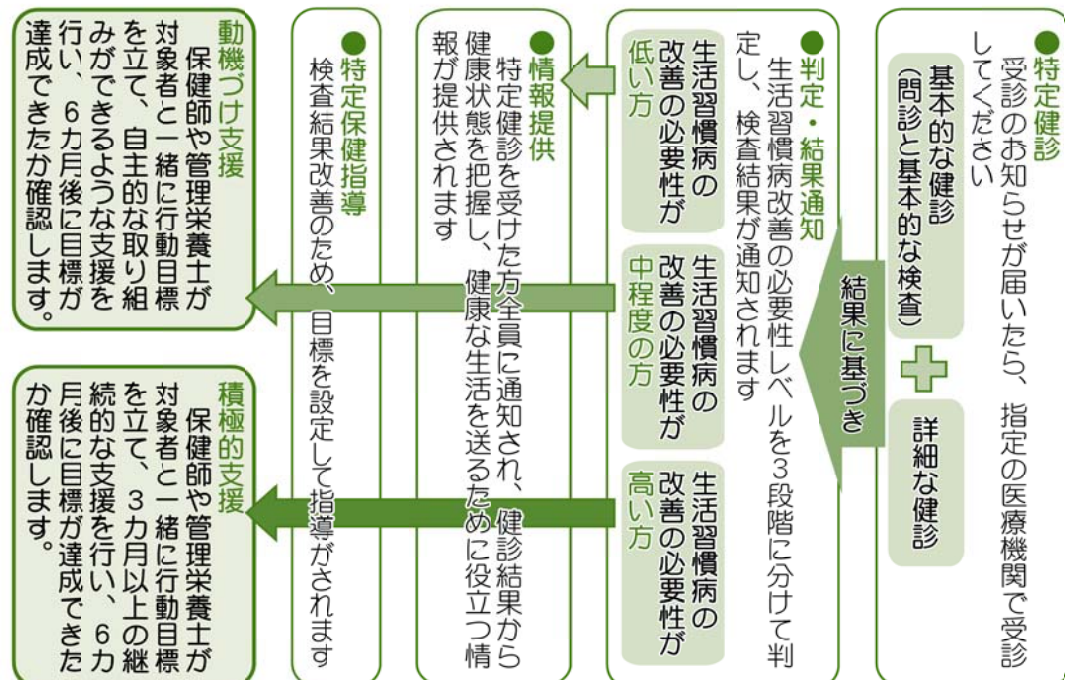 ●特定健診
受診のお知らせが届いたら、指定の医療機関で受診
してください
基本的な健診
(問診と基本的な検査)
詳細な健診
結果に基づき
●判定・結果通知
生活習慣病改善の必要性レベルを3段階に分けて判
定し、検査結果が通知されます
生活習慣病の
改善の必要性が
低い方
生活習慣病の
改善の必要性が
中程度の方
生活習慣病の
改善の必要性が
高い方
●情報提供
特定健診を受けた方全員に通知され、健診結果から
健康状態を把握し、健康な生活を送るために役立つ情
報が提供されます
●特定保健指導
検査結果改善のため、目標を設定して指導がされます
動機づけ支援
保健師や管理栄養士が
対象者と一緒に行動目標
を立て、自主的な取り組
みができるような支援を
行い、6カ月後に目標が
達成できたか確認します。
積極的支援
保健師や管理栄養士が
対象者と一緒に行動目標
を立て、3カ月以上の継
続的な支援を行い、6カ
月後に目標が達成できた
か確認します。